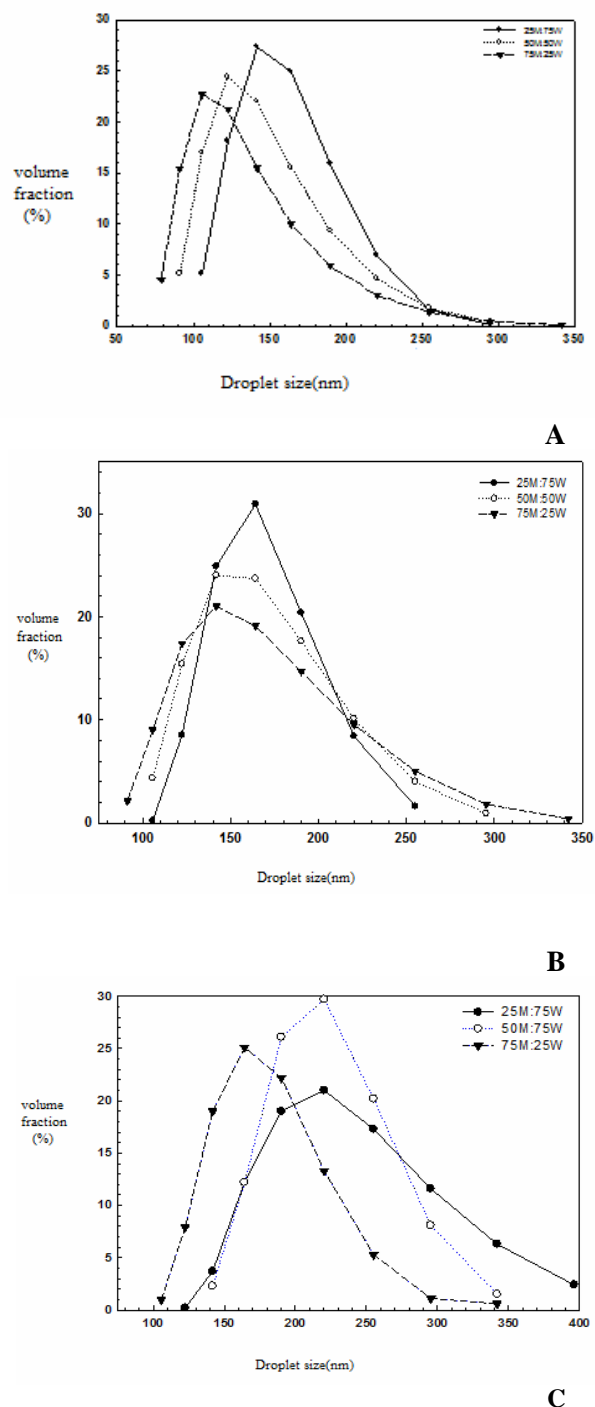 30
25M:75W
50M:50W
75M:25W
25
20
volume
fraction
(%)
15
10
5
0
50 100 150 200 250 300 350
Droplet size(nm)
A
25M:75W
50M:50W
75M:25W
30
20
volume
fraction
(%)
10
0
100 150 200 250 300 350
Droplet size(nm)
B
30
25M:75W
50M:75W
75M:25W
25
volume
fraction
(%)
20
15
10
5
0
100 150 200 250 300 350 400
Droplet size(nm)
C